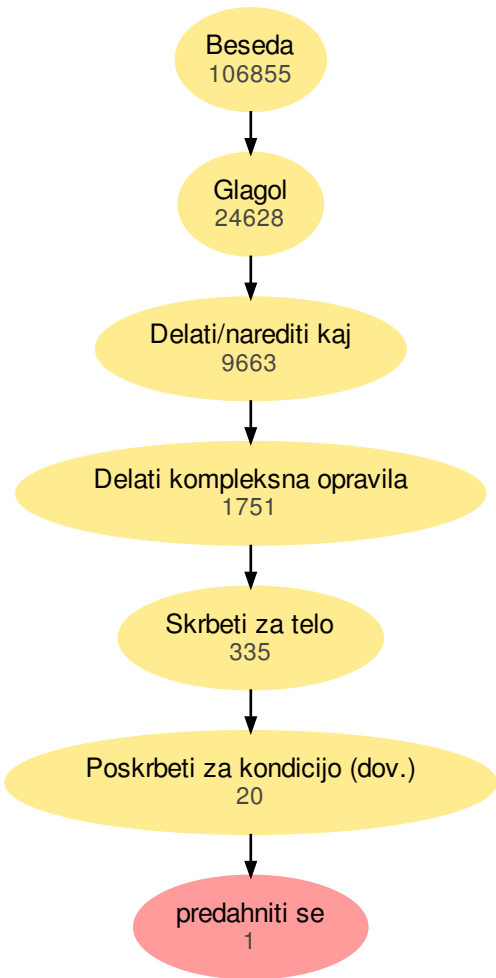 Beseda
106855
Glagol
24628
Delati/narediti kaj
9663
Delati kompleksna opravila
1751
Skrbeti za telo
335
Poskrbeti za kondicijo (dov.)
20
predahniti se
1